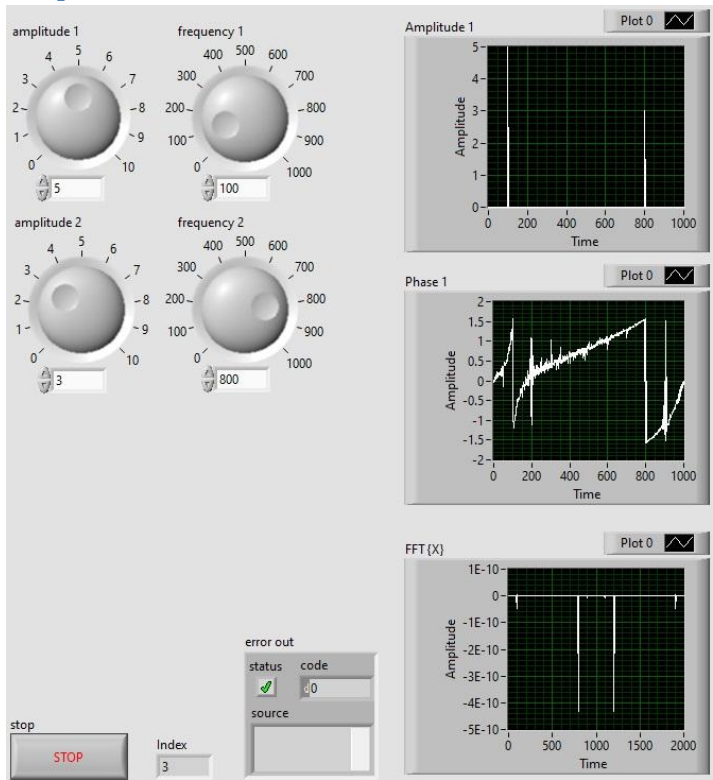 amplitude 1
0 1 2 3 4 5 6 7 8 9 10
5
frequency 1
0 100 200 300 400 500 600 700 800 900 1000
100
amplitude 2
0 1 2 3 4 5 6 7 8 9 10
3
frequency 2
0 100 200 300 400 500 600 700 800 900 1000
800
Amplitude 1
Plot 0
Amplitude
5
4
3
2
1
0
0 200 400 600 800 1000
Time
Phase 1
Plot 0
Amplitude
2
1.5
1
0.5
0
-0.5
-1
-1.5
-2
0 200 400 600 800 1000
Time
FFT{X}
Plot 0
Amplitude
1E-10
0
-1E-10
-2E-10
-3E-10
-4E-10
-5E-10
0 500 1000 1500 2000
Time
error out
status code
d0
source
stop
STOP
Index
3